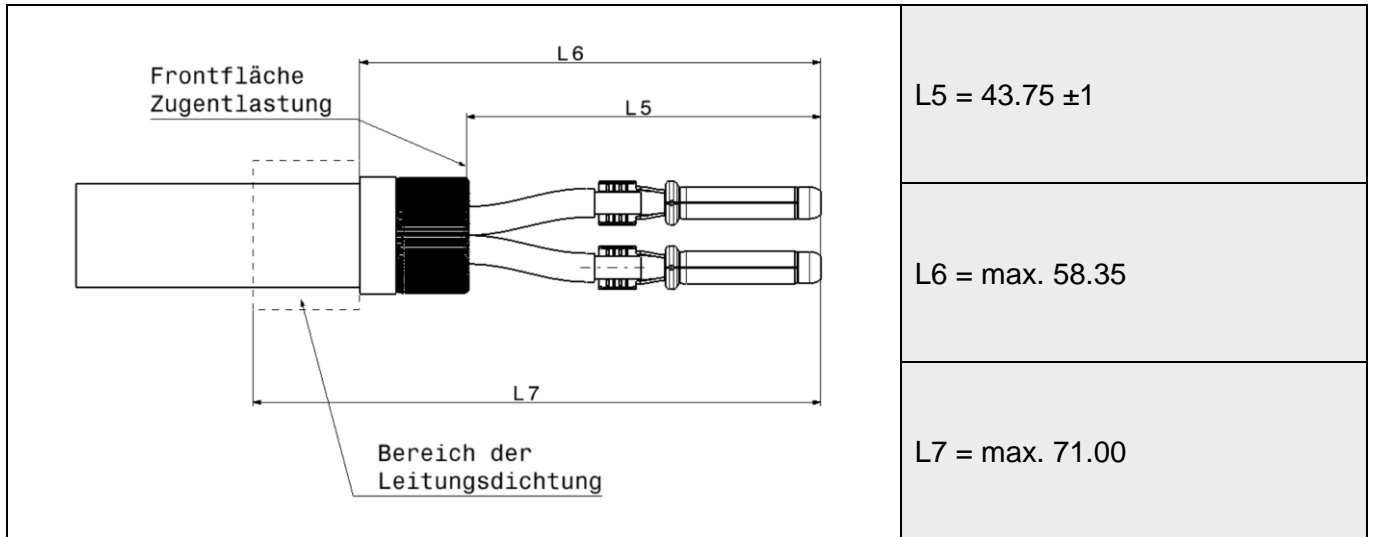 L6
Frontfläche
Zugentlastung
L5
L7
Bereich der
Leitungsdichtung
L5 = 43.75 ±1
L6 = max. 58.35
L7 = max. 71.00